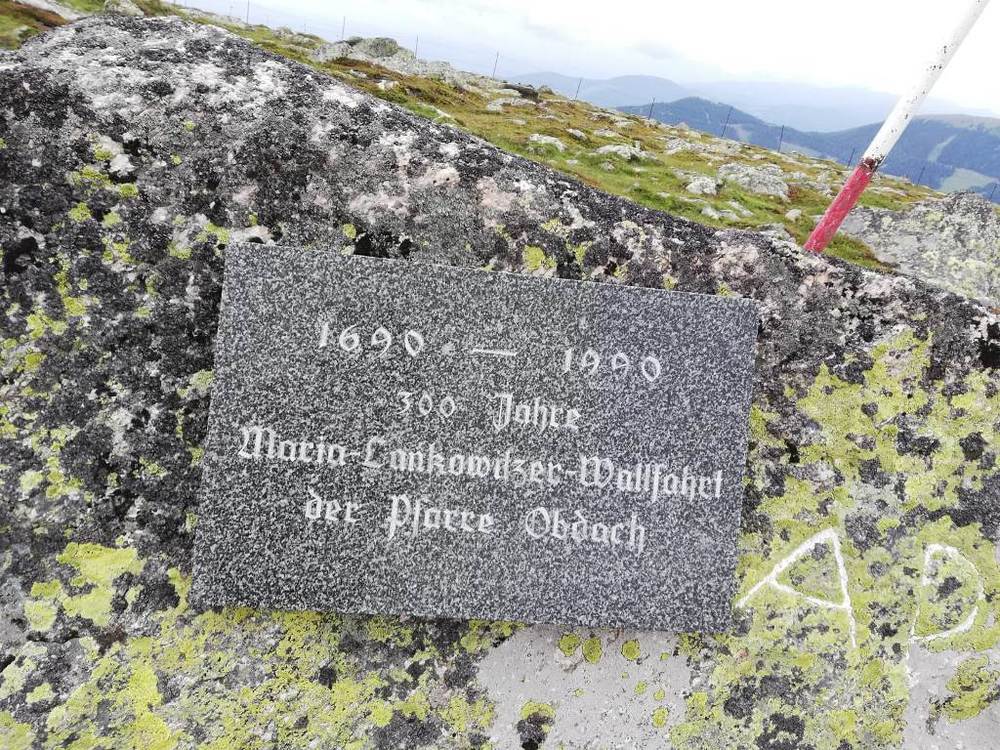 1690 — 1990
300 Jahre
Maria-Lankowitzer-Wallfahrt
der Pfarre Obdach
A D